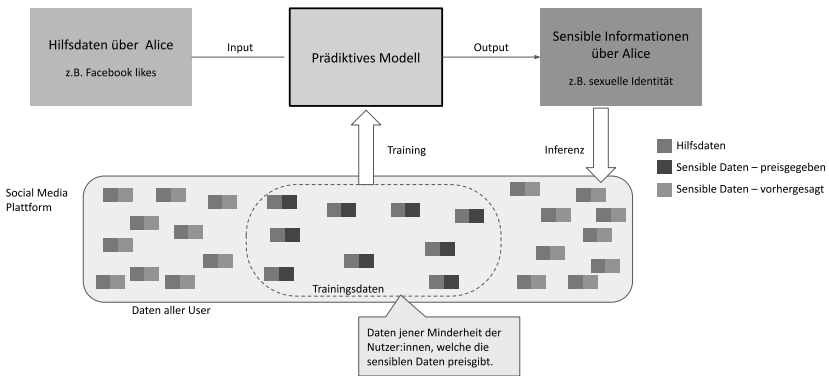 Hilfsdaten über Alice
z.B. Facebook likes
Input
Prädiktives Modell
Output
Sensible Informationen
über Alice
z.B. sexuelle Identität
Training
Inferenz
Hilfsdaten
Sensible Daten – preisgegeben
Sensible Daten – vorhergesagt
Social Media
Plattform
Trainingsdaten
Daten aller User
Daten jener Minderheit der
Nutzer:innen, welche die
sensiblen Daten preisgibt.